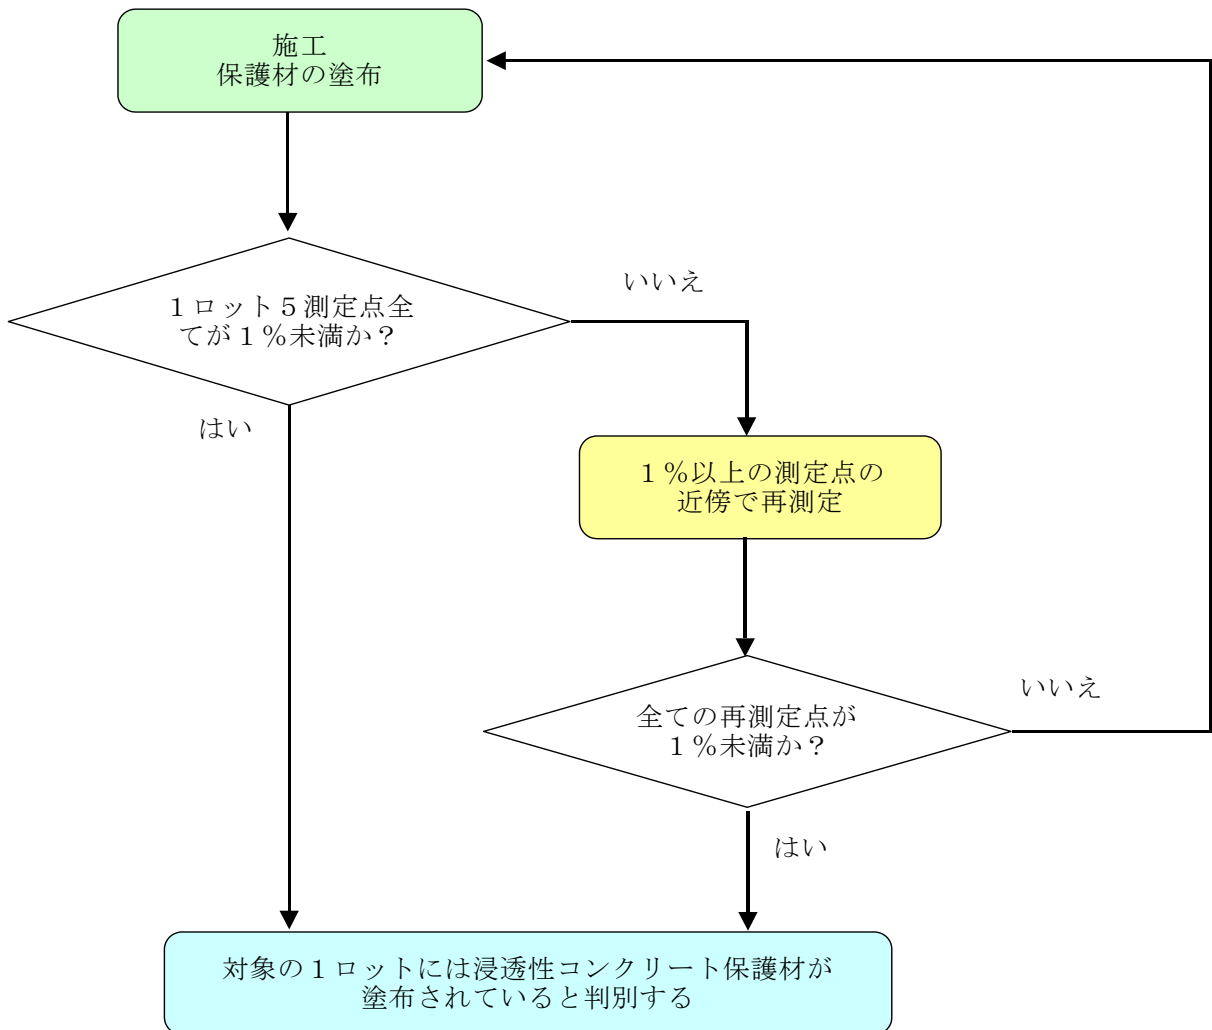 施工
保護材の塗布
いいえ
１ロット５測定点全
てが１％未満か？
はい
１％以上の測定点の
近傍で再測定
いいえ
全ての再測定点が
１％未満か？
はい
対象の１ロットには浸透性コンクリート保護材が
塗布されていると判別する